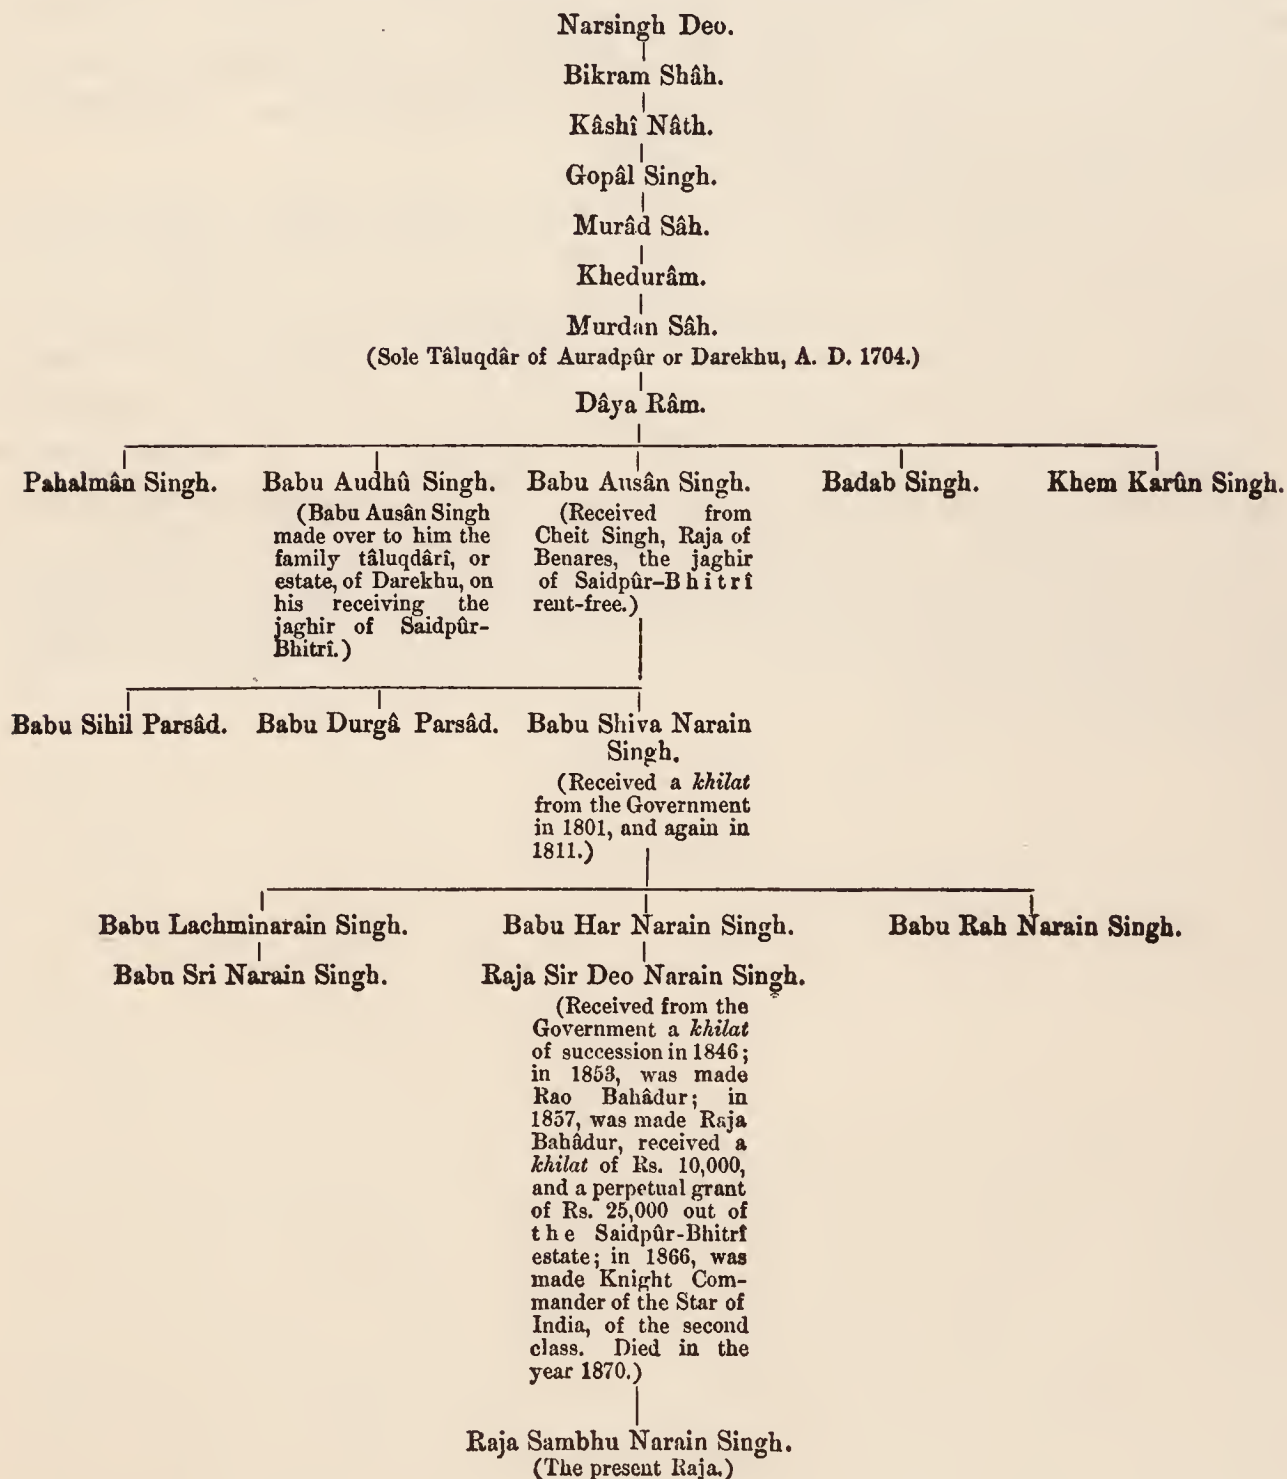 Narsingh Deo.
Bikram Shâh.
Kâshî Nâth.
Gopâl Singh.
Murâd Sâh.
Khedurâm.
Murdan Sâh.
(Sole Tâluqdâr of Auradpûr or Darekhu, A. D. 1704.)
Dâya Râm.
Pahalmân Singh. Babu Audhû Singh. Babu Ausân Singh. Badab Singh. Khem Karûn Singh.
(Babu Ausân Singh
made over to him the
family tâluqdârî, or
estate, of Darekhu, on
his receiving the
jaghir of Saidpûr-
Bhitrî.)
(Received from
Cheit Singh, Raja of
Benares, the jaghir
of Saidpûr-Bhitrî
rent-free.)
Babu Sihil Parsâd. Babu Durgâ Parsâd. Babu Shiva Narain
Singh.
(Received a khilat
from the Government
in 1801, and again in
1811.)
Babu Lachminarain Singh. Babu Har Narain Singh. Babu Rah Narain Singh.
Babu Sri Narain Singh. Raja Sir Deo Narain Singh.
(Received from the
Government a khilat
of succession in 1846;
in 1853, was made
Rao Bahâdur; in
1857, was made Raja
Bahâdur, received a
khilat of Rs. 10,000,
and a perpetual grant
of Rs. 25,000 out of
the Saidpûr-Bhitrî
estate; in 1866, was
made Knight Com-
mander of the Star of
India, of the second
class. Died in the
year 1870.)
Raja Sambhu Narain Singh.
(The present Raja.)